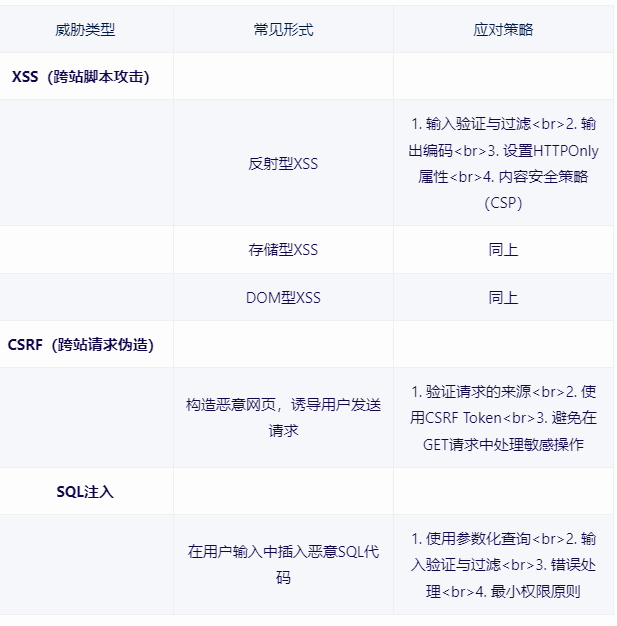 威胁类型 常见形式 应对策略
XSS（跨站脚本攻击）
反射型XSS
1. 输入验证与过滤<br>2. 输
出编码<br>3. 设置HTTPOnly
属性<br>4. 内容安全策略
（CSP）
存储型XSS 同上
DOM型XSS 同上
CSRF（跨站请求伪造）
构造恶意网页，诱导用户发送
请求
1. 验证请求的来源<br>2. 使
用CSRF Token<br>3. 避免在
GET请求中处理敏感操作
SQL注入
在用户输入中插入恶意SQL代
码
1. 使用参数化查询<br>2. 输
入验证与过滤<br>3. 错误处
理<br>4. 最小权限原则